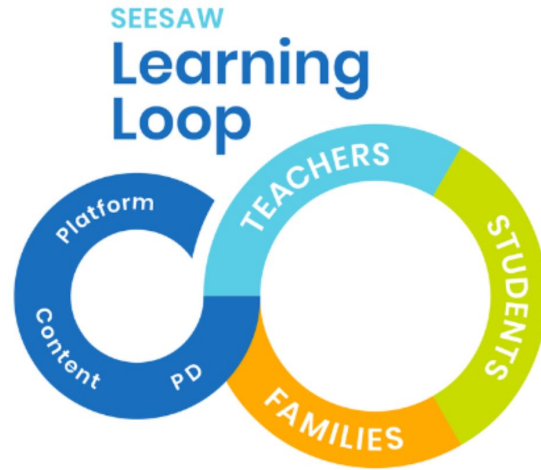 SEESAW
Learning
Loop
Platform
Content
PD
TEACHERS
STUDENTS
FAMILIES